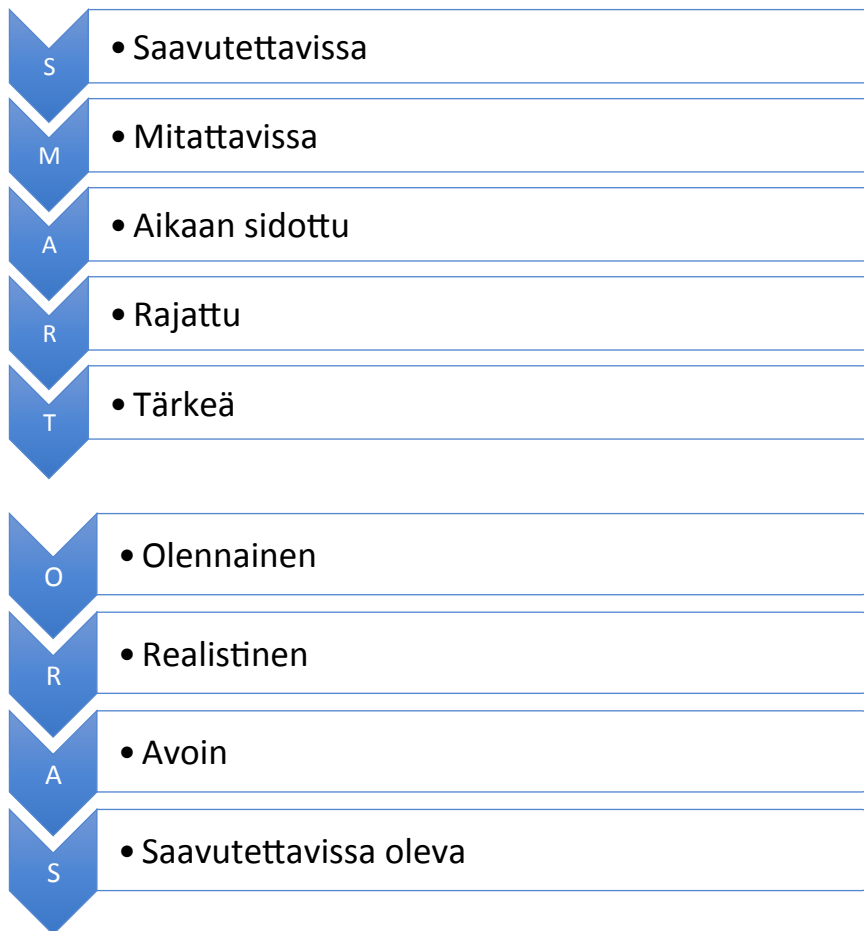 S
• Saavutettavissa
M
• Mitattavissa
A
• Aikaan sidottu
R
• Rajattu
T
• Tärkeä
O
• Olennainen
R
• Realistinen
A
• Avoin
S
• Saavutettavissa oleva